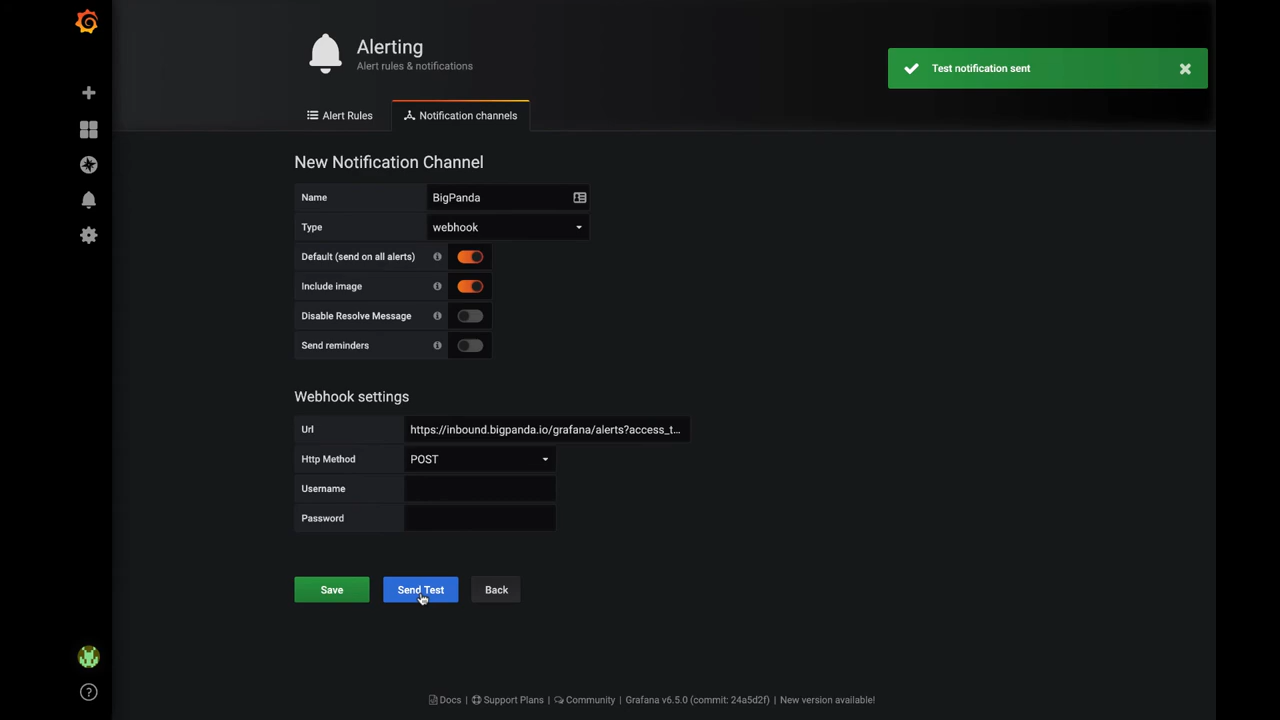 Alerting
Alert rules & notifications
Test notification sent
Alert Rules
Notification channels
New Notification Channel
Name BigPanda
Type webhook
Default (send on all alerts)
Include image
Disable Resolve Message
Send reminders
Webhook settings
Url https://inbound.bigpanda.io/grafana/alerts?access_t...
Http Method POST
Username
Password
Save Send Test Back
Docs | Support Plans | Community | Grafana v6.5.0 (commit: 24a5d2f) | New version available!